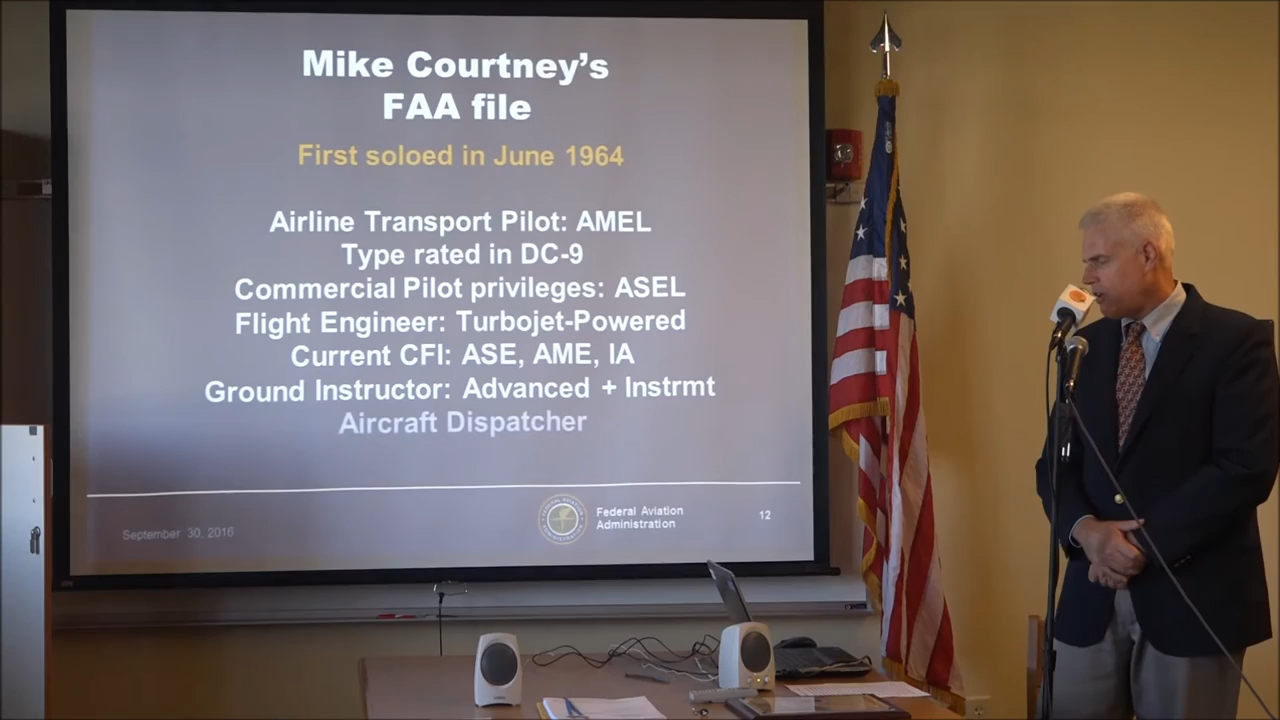 Mike Courtney's
FAA file
First soloed in June 1964
Airline Transport Pilot: AMEL
Type rated in DC-9
Commercial Pilot privileges: ASEL
Flight Engineer: Turbojet-Powered
Current CFI: ASE, AME, IA
Ground Instructor: Advanced + Instrmt
Aircraft Dispatcher
September 30, 2016
Federal Aviation
Administration
12